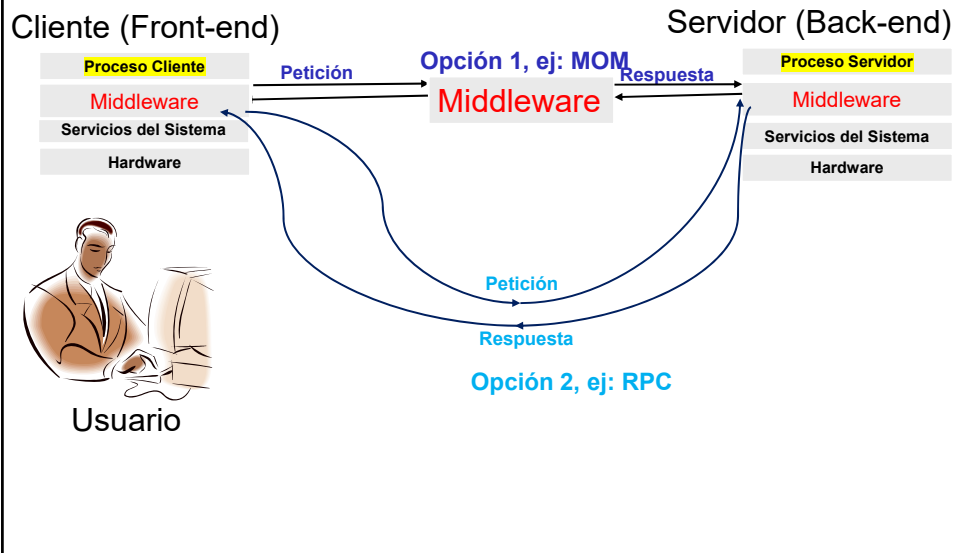 Cliente (Front-end)
Servidor (Back-end)
Proceso Cliente
Middleware
Servicios del Sistema
Hardware
Petición
Opción 1, ej: MOM
Middleware
Respuesta
Proceso Servidor
Middleware
Servicios del Sistema
Hardware
Petición
Respuesta
Opción 2, ej: RPC
Usuario